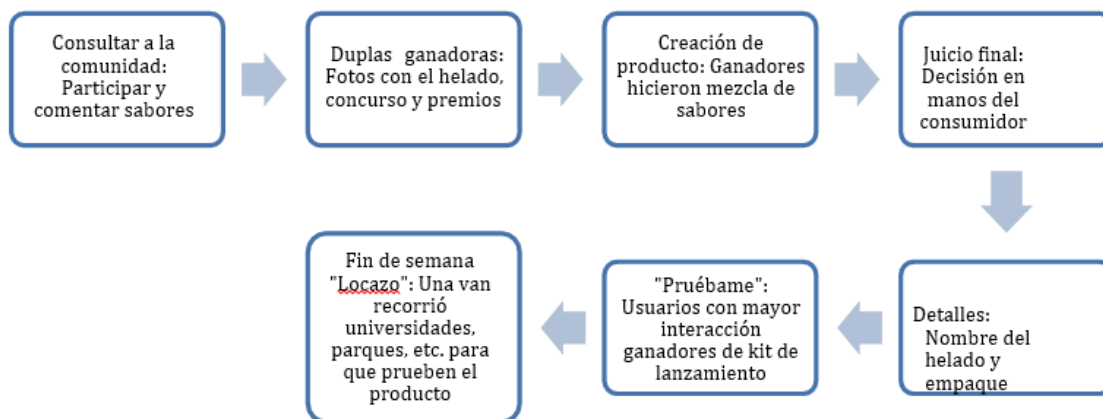 Consultar a la
comunidad:
Participar y
comentar sabores
Duplas ganadoras:
Fotos con el helado,
concurso y premios
Creación de
producto: Ganadores
hicieron mezcla de
sabores
Juicio final:
Decisión en
manos del
consumidor
Detalles:
Nombre del
helado y
empaque
"Pruébame":
Usuarios con mayor
interacción
ganadores de kit de
lanzamiento
Fin de semana
"Locazo": Una van
recorrió
universidades,
parques, etc. para
que prueben el
producto